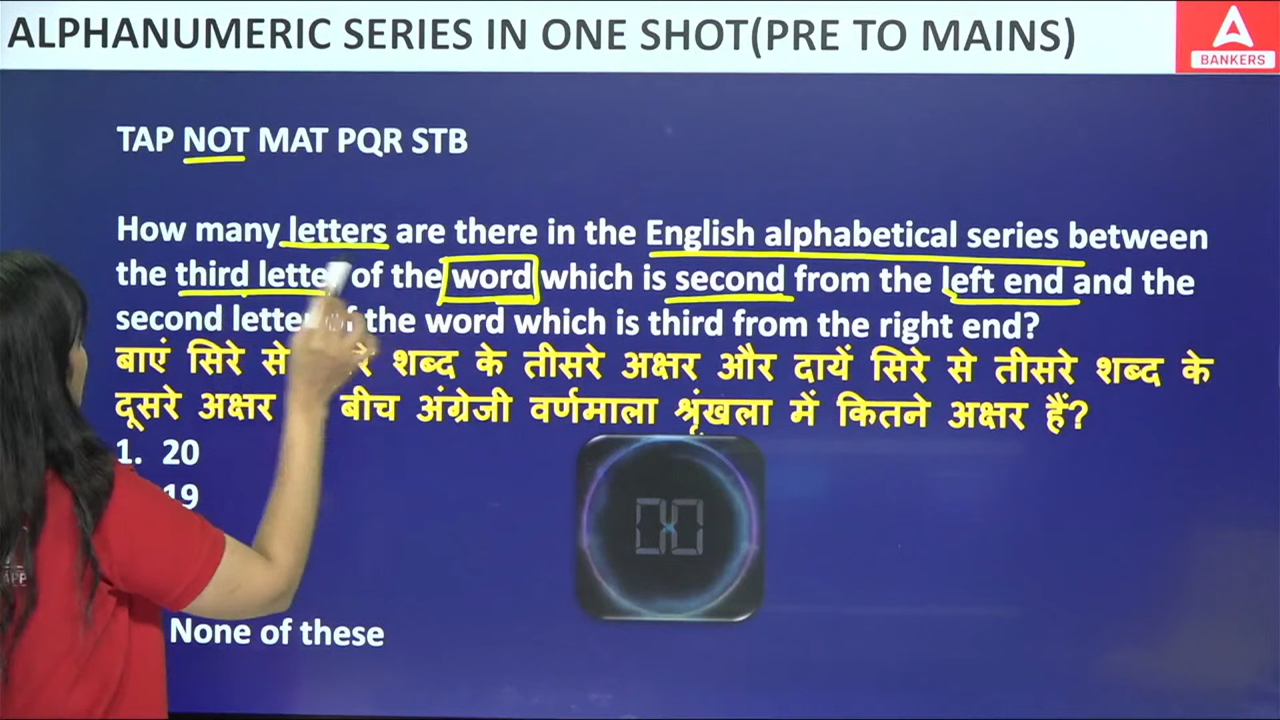 ALPHANUMERIC SERIES IN ONE SHOT(PRE TO MAINS)
A
BANKERS
TAP NOT MAT PQR STB
How many letters are there in the English alphabetical series between
the third letter of the word which is second from the left end and the
second letter of the word which is third from the right end?
बाएं सिरे से शब्द के तीसरे अक्षर और दायें सिरे से तीसरे शब्द के
दूसरे अक्षर बीच अंग्रेजी वर्णमाला श्रृंखला में कितने अक्षर हैं?
1. 20
19
None of these
00
APP